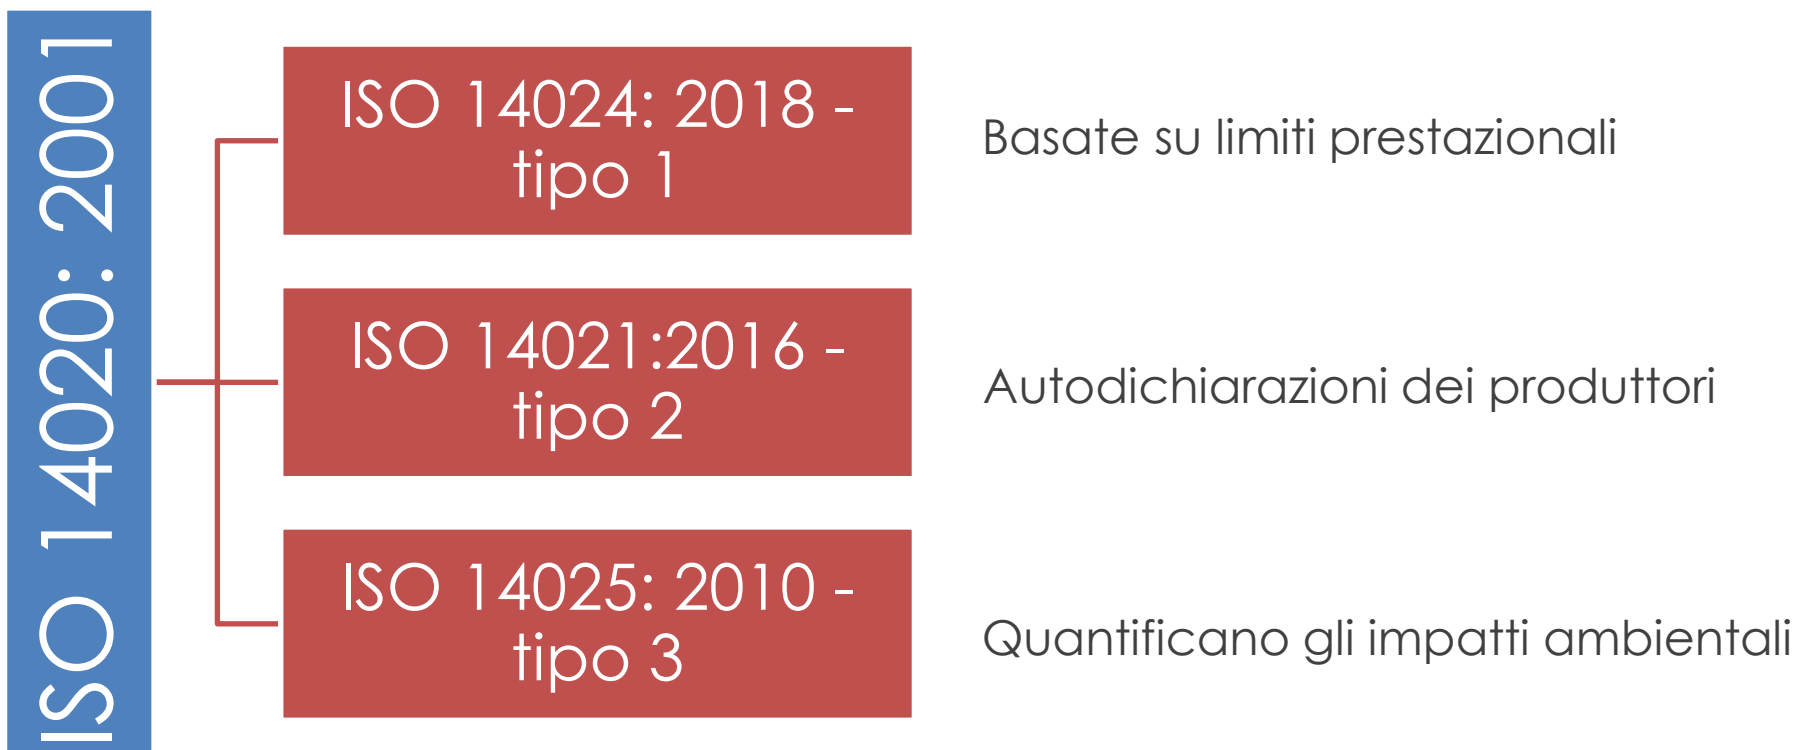 ISO 14020: 2001
ISO 14024: 2018 -
tipo 1
Basate su limiti prestazionali
ISO 14021:2016 -
tipo 2
Autodichiarazioni dei produttori
ISO 14025: 2010 -
tipo 3
Quantificano gli impatti ambientali